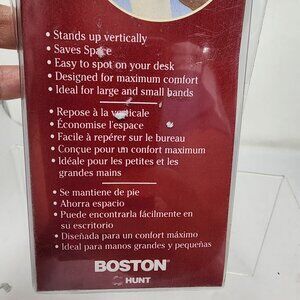 • Stands up vertically
• Saves Space
• Easy to spot on your desk
• Designed for maximum comfort
• Ideal for large and small hands
• Repose à la verticale
• Économise l'espace
• Facile à repérer sur le bureau
• Conçue pour un confort maximum
• Idéale pour les petites et les
grandes mains
• Se mantiene de pie
• Ahorra espacio
• Puede encontrarla fácilmente en
su escritorio
• Diseñada para un confort máximo
• Ideal para manos grandes y pequeñas
BOSTON
HUNT